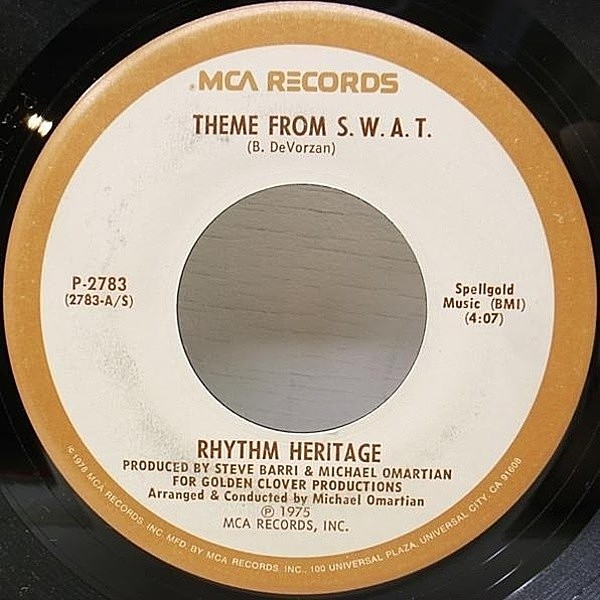 MCA RECORDS
THEME FROM S.W.A.T.
(B. DeVorzan)
P-2783
(2783-A/S)
Spellgold
Music (BMI)
(4:07)
RHYTHM HERITAGE
PRODUCED BY STEVE BARRI & MICHAEL OMARTIAN
FOR GOLDEN CLOVER PRODUCTIONS
Arranged & Conducted by Michael Omartian
℗ 1975
MCA RECORDS, INC.
©1978 MCA RECORDS, INC. MFD. BY MCA RECORDS, INC., 100 UNIVERSAL PLAZA, UNIVERSAL CITY, CA 91608